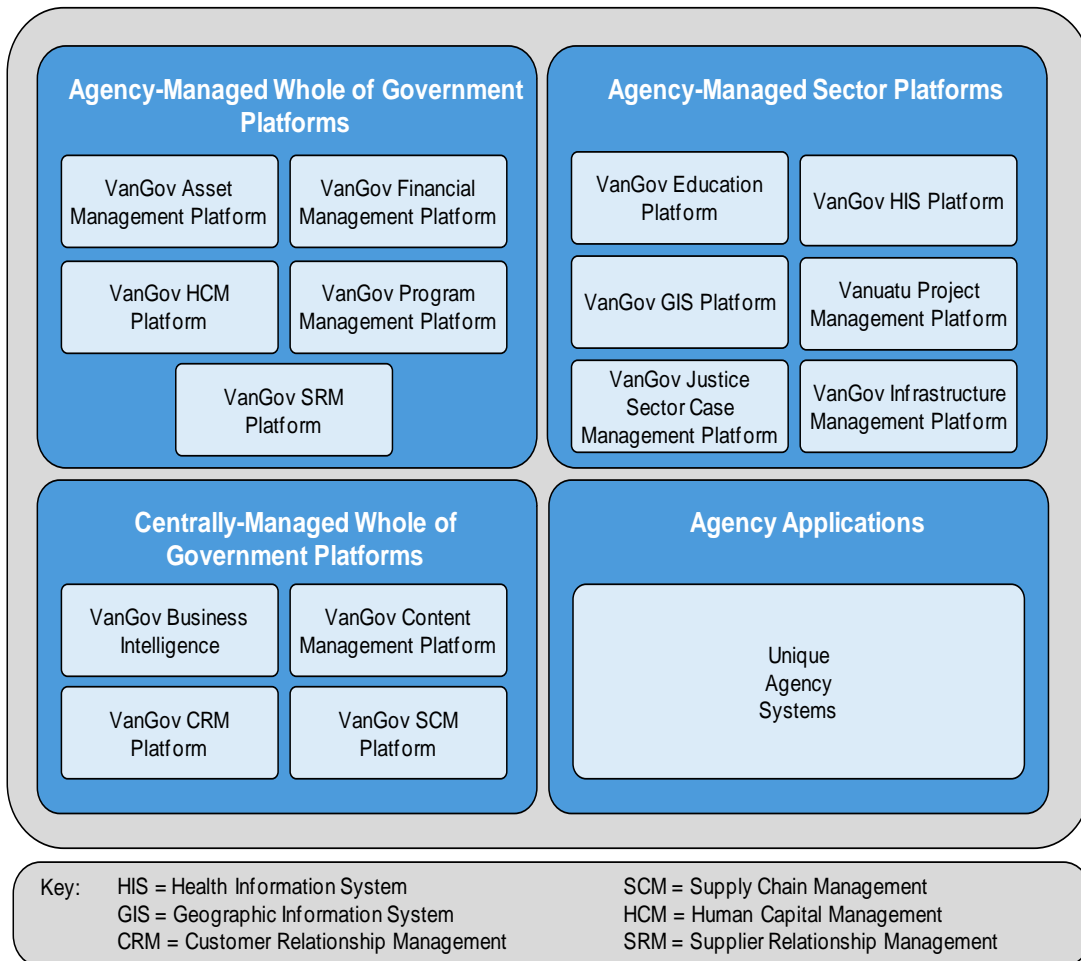 Agency-Managed Whole of Government
Platforms
VanGov Asset
Management Platform
VanGov Financial
Management Platform
VanGov HCM
Platform
VanGov Program
Management Platform
VanGov SRM
Platform
Agency-Managed Sector Platforms
VanGov Education
Platform
VanGov HIS Platform
VanGov GIS Platform
Vanuatu Project
Management Platform
VanGov Justice
Sector Case
Management Platform
VanGov Infrastructure
Management Platform
Centrally-Managed Whole of
Government Platforms
VanGov Business
Intelligence
VanGov Content
Management Platform
VanGov CRM
Platform
VanGov SCM
Platform
Agency Applications
Unique
Agency
Systems
Key:
HIS = Health Information System
GIS = Geographic Information System
CRM = Customer Relationship Management
SCM = Supply Chain Management
HCM = Human Capital Management
SRM = Supplier Relationship Management